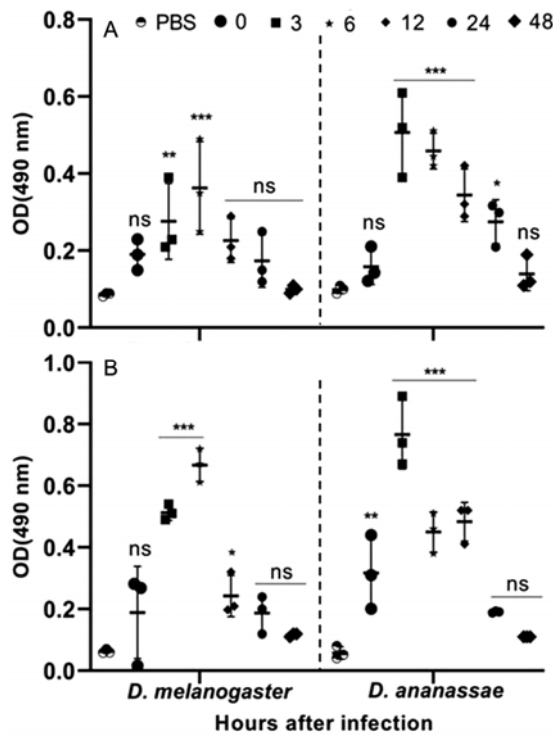 A PBS 0 3 6 12 24 48
0.8
***
***
**
ns
0.6
OD(490 nm)
0.4
ns
ns
*
ns
0.2
0.0
B
1.0
***
0.8
***
OD(490 nm)
0.6
**
ns
*
ns
ns
0.4
0.2
0.0
D. melanogaster D. ananassae
Hours after infection